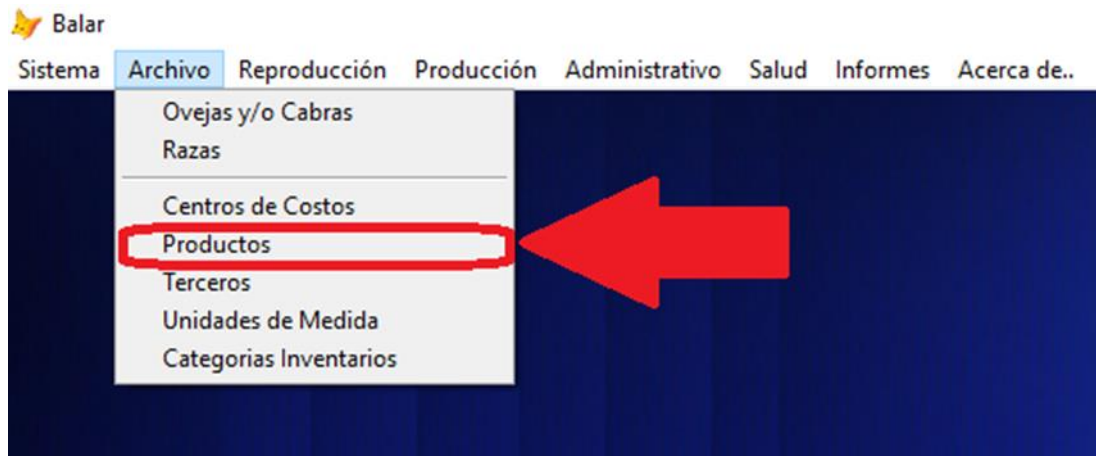 Balar
Sistema Archivo Reproducción Producción Administrativo Salud Informes Acerca de..
Ovejas y/o Cabras
Razas
Centros de Costos
Productos
Terceros
Unidades de Medida
Categorias Inventarios